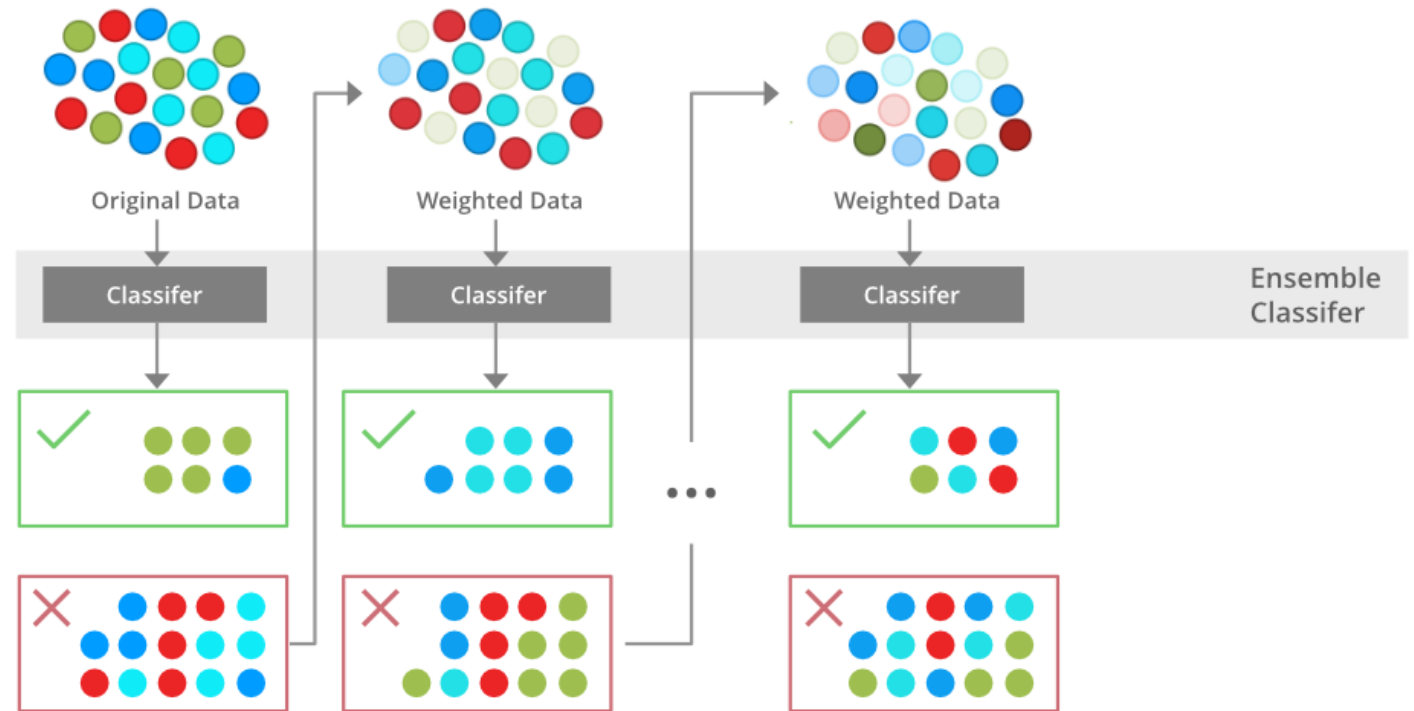 Original Data
Weighted Data
Weighted Data
Classifer
Classifer
Classifer
Ensemble
Classifer
...